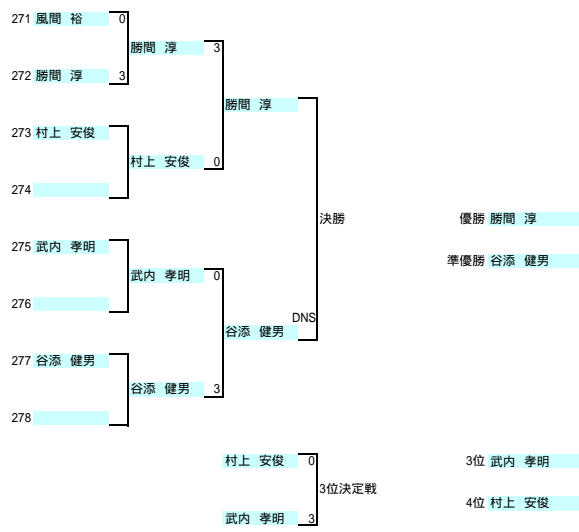 271 風間 裕 0
勝間 淳 3
272 勝間 淳 3
勝間 淳
273 村上 安俊
村上 安俊 0
274
決勝
優勝 勝間 淳
275 武内 孝明
準優勝 谷添 健男
武内 孝明 0
276
DNS
谷添 健男
277 谷添 健男
谷添 健男 3
278
村上 安俊 0
3位 武内 孝明
3位決定戦
4位 村上 安俊
武内 孝明 3